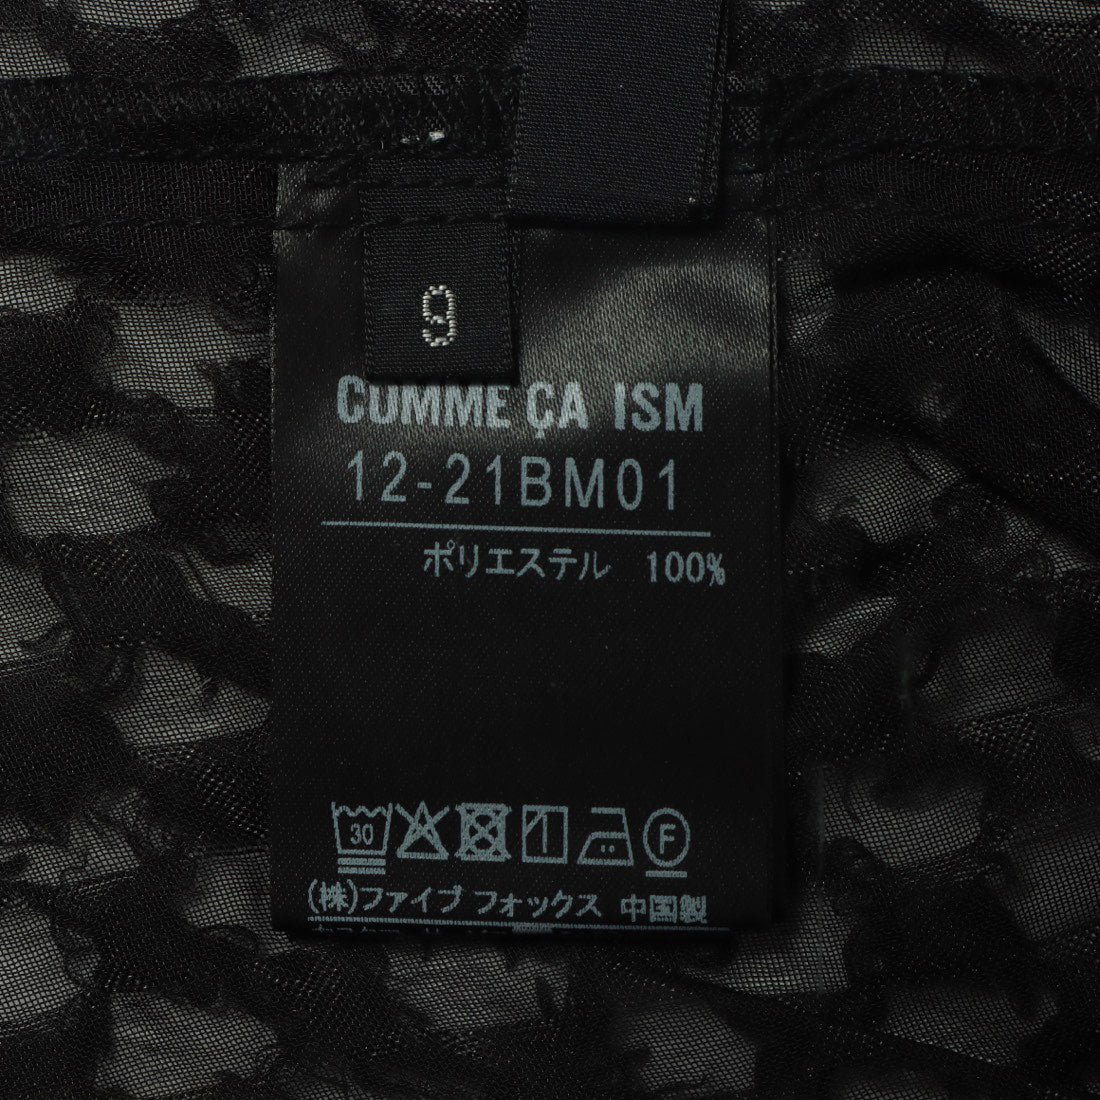 9
COMME ÇA ISM
12-21BM01
ポリエステル 100%
30
F
(株)ファイブ フォックス 中国製